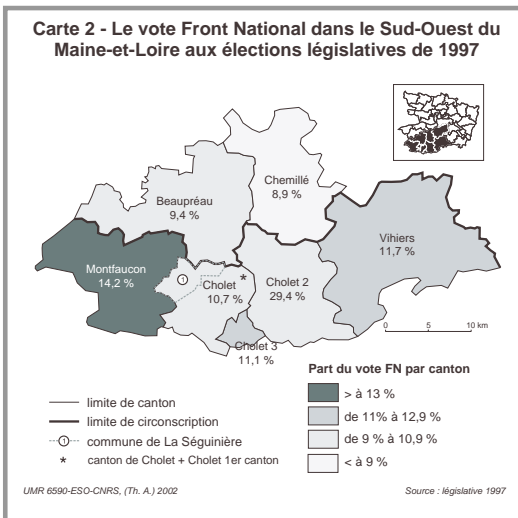 Carte 2 - Le vote Front National dans le Sud-Ouest du
Maine-et-Loire aux élections législatives de 1997
Chemillé
8,9 %
Beaupréau
9,4 %
Vihiers
11,7 %
Montfaucon
14,2 %
1
Cholet *
10,7 %
Cholet 2
29,4 %
Cholet 3
11,1 %
0 5 10 km
Part du vote FN par canton
> à 13 %
de 11% à 12,9 %
de 9 % à 10,9 %
< à 9 %
limite de canton
limite de circonscription
1 commune de La Séguinière
* canton de Cholet + Cholet 1er canton
UMR 6590-ESO-CNRS, (Th. A.) 2002
Source : législative 1997